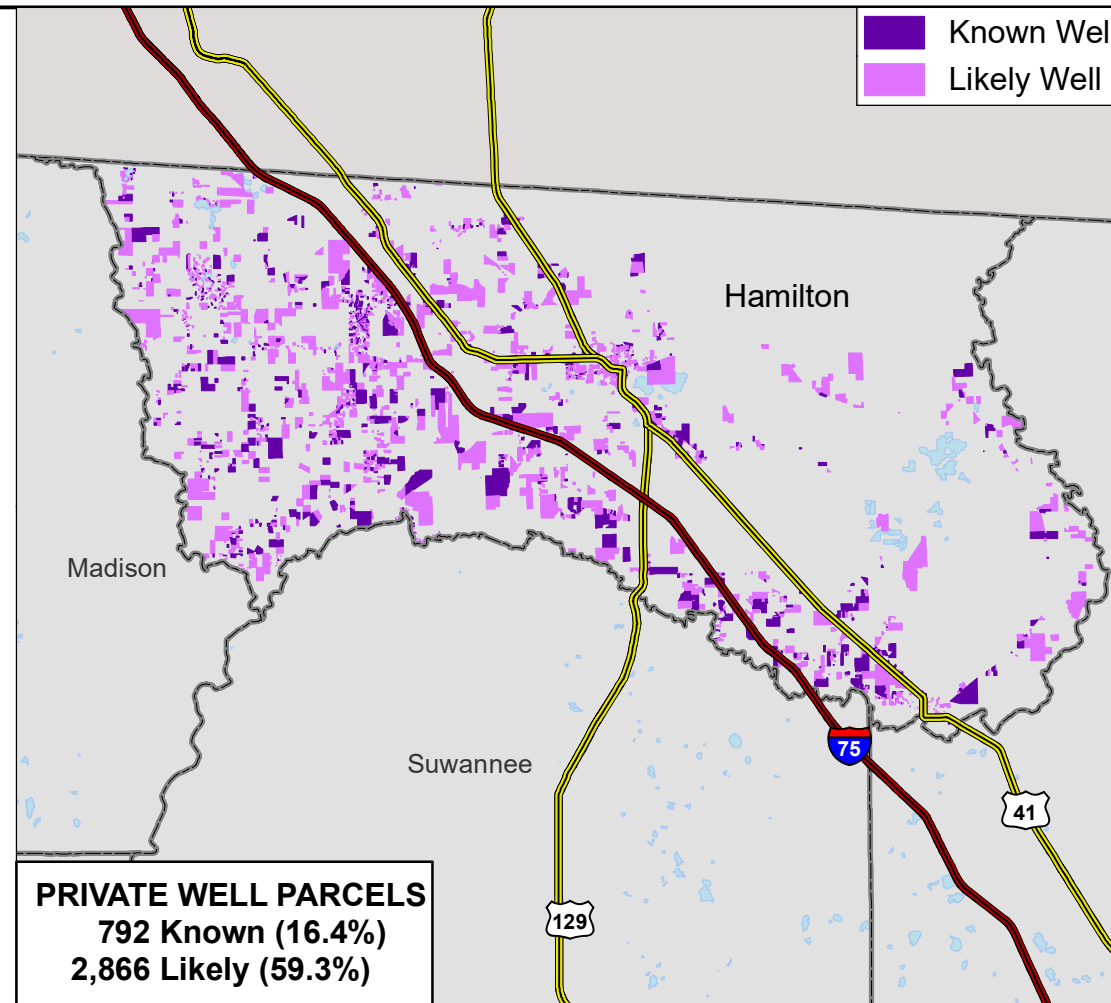 Known Wel
Likely Well
Hamilton
Madison
Suwannee
75
41
129
PRIVATE WELL PARCELS
792 Known (16.4%)
2,866 Likely (59.3%)